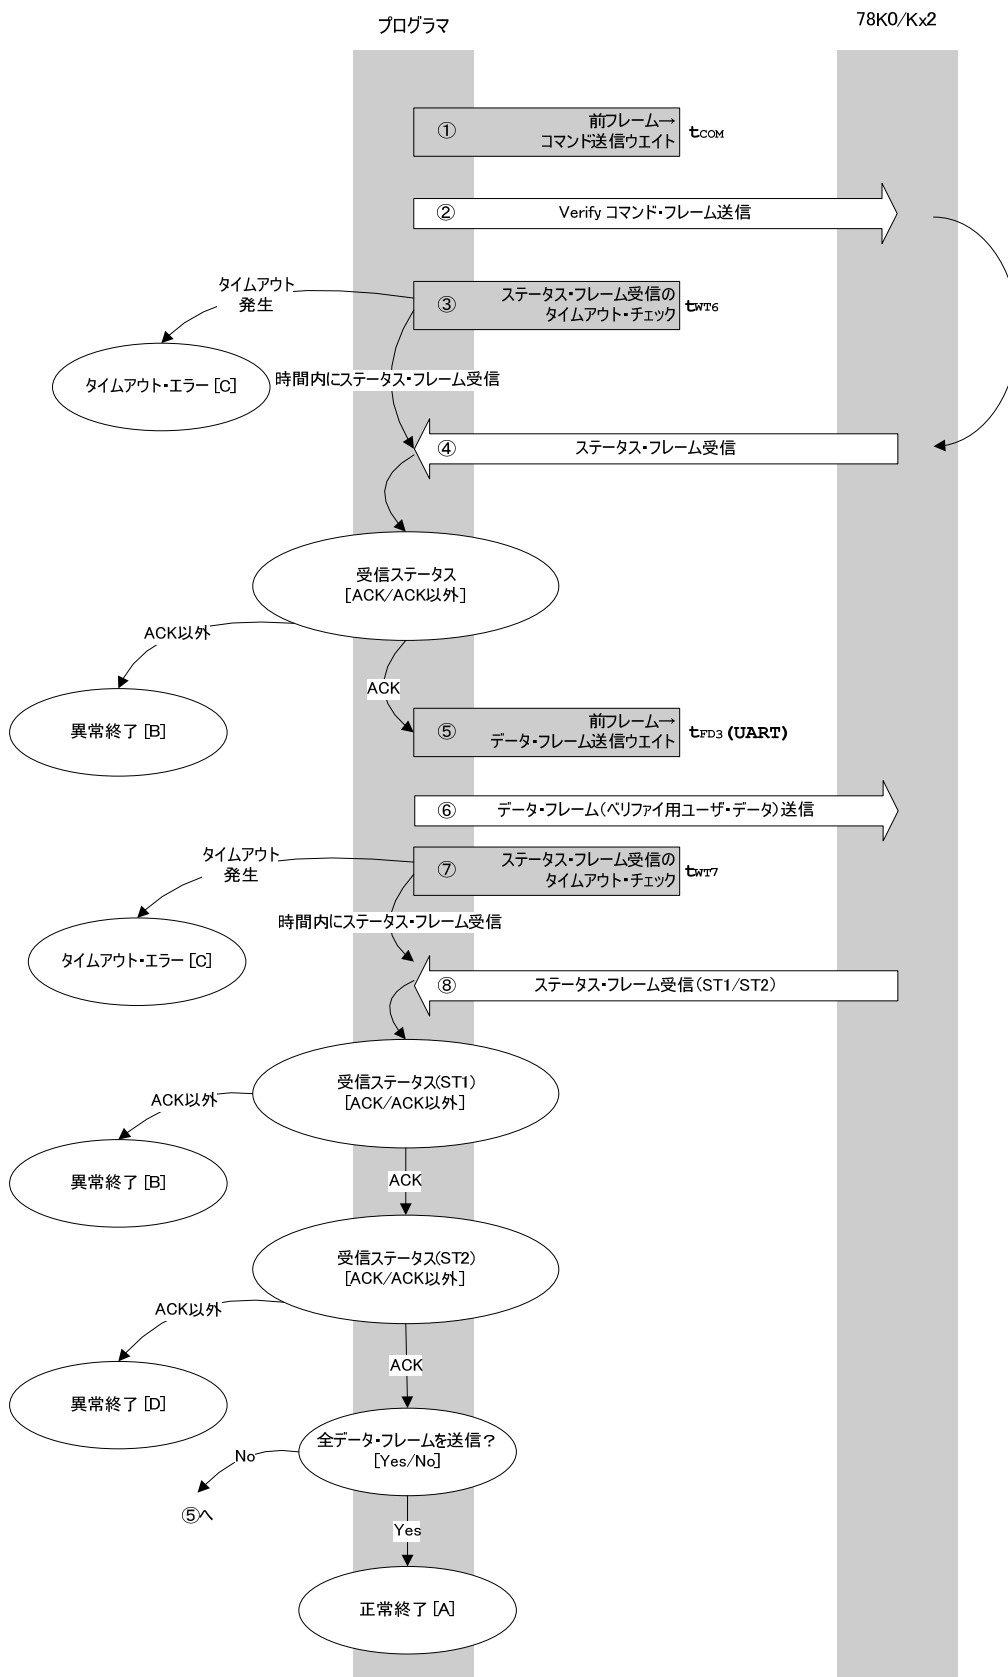 プログラマ
78K0/Kx2
①
前フレーム→
コマンド送信ウエイト
tCOM
② Verify コマンド・フレーム送信
タイムアウト
発生
③
ステータス・フレーム受信の
タイムアウト・チェック
tWT6
タイムアウト・エラー [C]
時間内にステータス・フレーム受信
④ ステータス・フレーム受信
受信ステータス
[ACK/ACK以外]
ACK以外
ACK
異常終了 [B]
⑤
前フレーム→
データ・フレーム送信ウエイト
tFD3 (UART)
⑥ データ・フレーム(ベリファイ用ユーザ・データ)送信
タイムアウト
発生
⑦
ステータス・フレーム受信の
タイムアウト・チェック
tWT7
時間内にステータス・フレーム受信
タイムアウト・エラー [C]
⑧ ステータス・フレーム受信(ST1/ST2)
受信ステータス(ST1)
[ACK/ACK以外]
ACK以外
異常終了 [B]
ACK
受信ステータス(ST2)
[ACK/ACK以外]
ACK以外
ACK
異常終了 [D]
全データ・フレームを送信?
[Yes/No]
No
⑤へ
Yes
正常終了 [A]